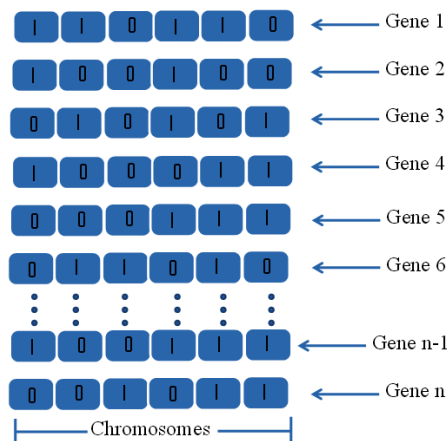 1 1 0 1 1 0 Gene 1
1 0 0 1 0 0 Gene 2
0 1 0 1 0 1 Gene 3
1 0 0 0 1 1 Gene 4
0 0 0 1 1 1 Gene 5
0 1 1 0 1 0 Gene 6
1 0 0 1 1 1 Gene n-1
0 0 1 0 1 1 Gene n
Chromosomes